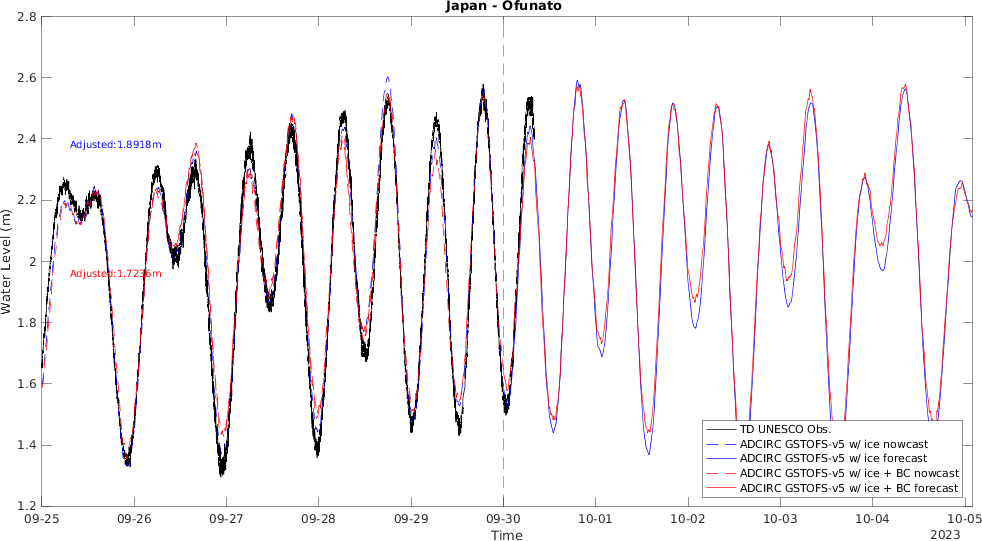 Japan - Ofunato
2.8
2.6
2.4
2.2
2
1.8
1.6
1.4
1.2
Water Level (m)
Adjusted:1.8918m
Adjusted:1.7236m
TD UNESCO Obs.
ADCIRC GSTOFS-v5 w/ ice nowcast
ADCIRC GSTOFS-v5 w/ ice forecast
ADCIRC GSTOFS-v5 w/ ice + BC nowcast
ADCIRC GSTOFS-v5 w/ ice + BC forecast
09-25 09-26 09-27 09-28 09-29 09-30 10-01 10-02 10-03 10-04 10-05
Time
2023